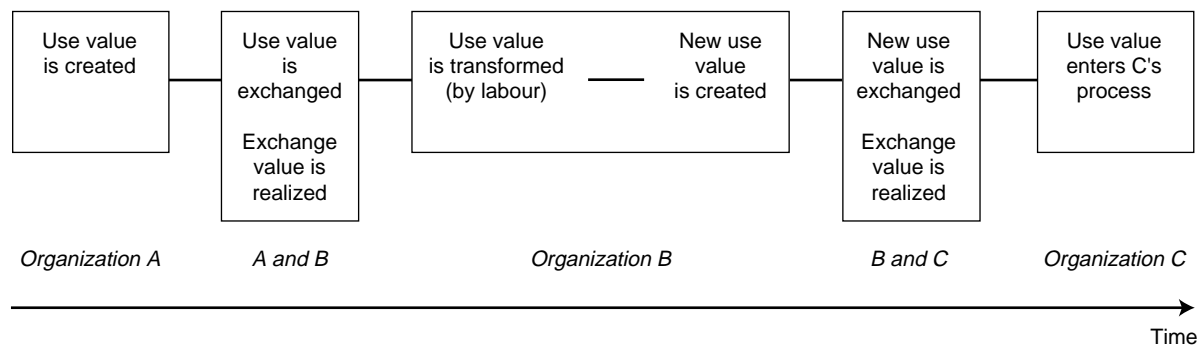 Use value
is created
Use value
is
exchanged
Exchange
value is
realized
Use value
is transformed
(by labour)
New use
value
is created
New use
value is
exchanged
Exchange
value is
realized
Use value
enters C's
process
Organization A
A and B
Organization B
B and C
Organization C
Time